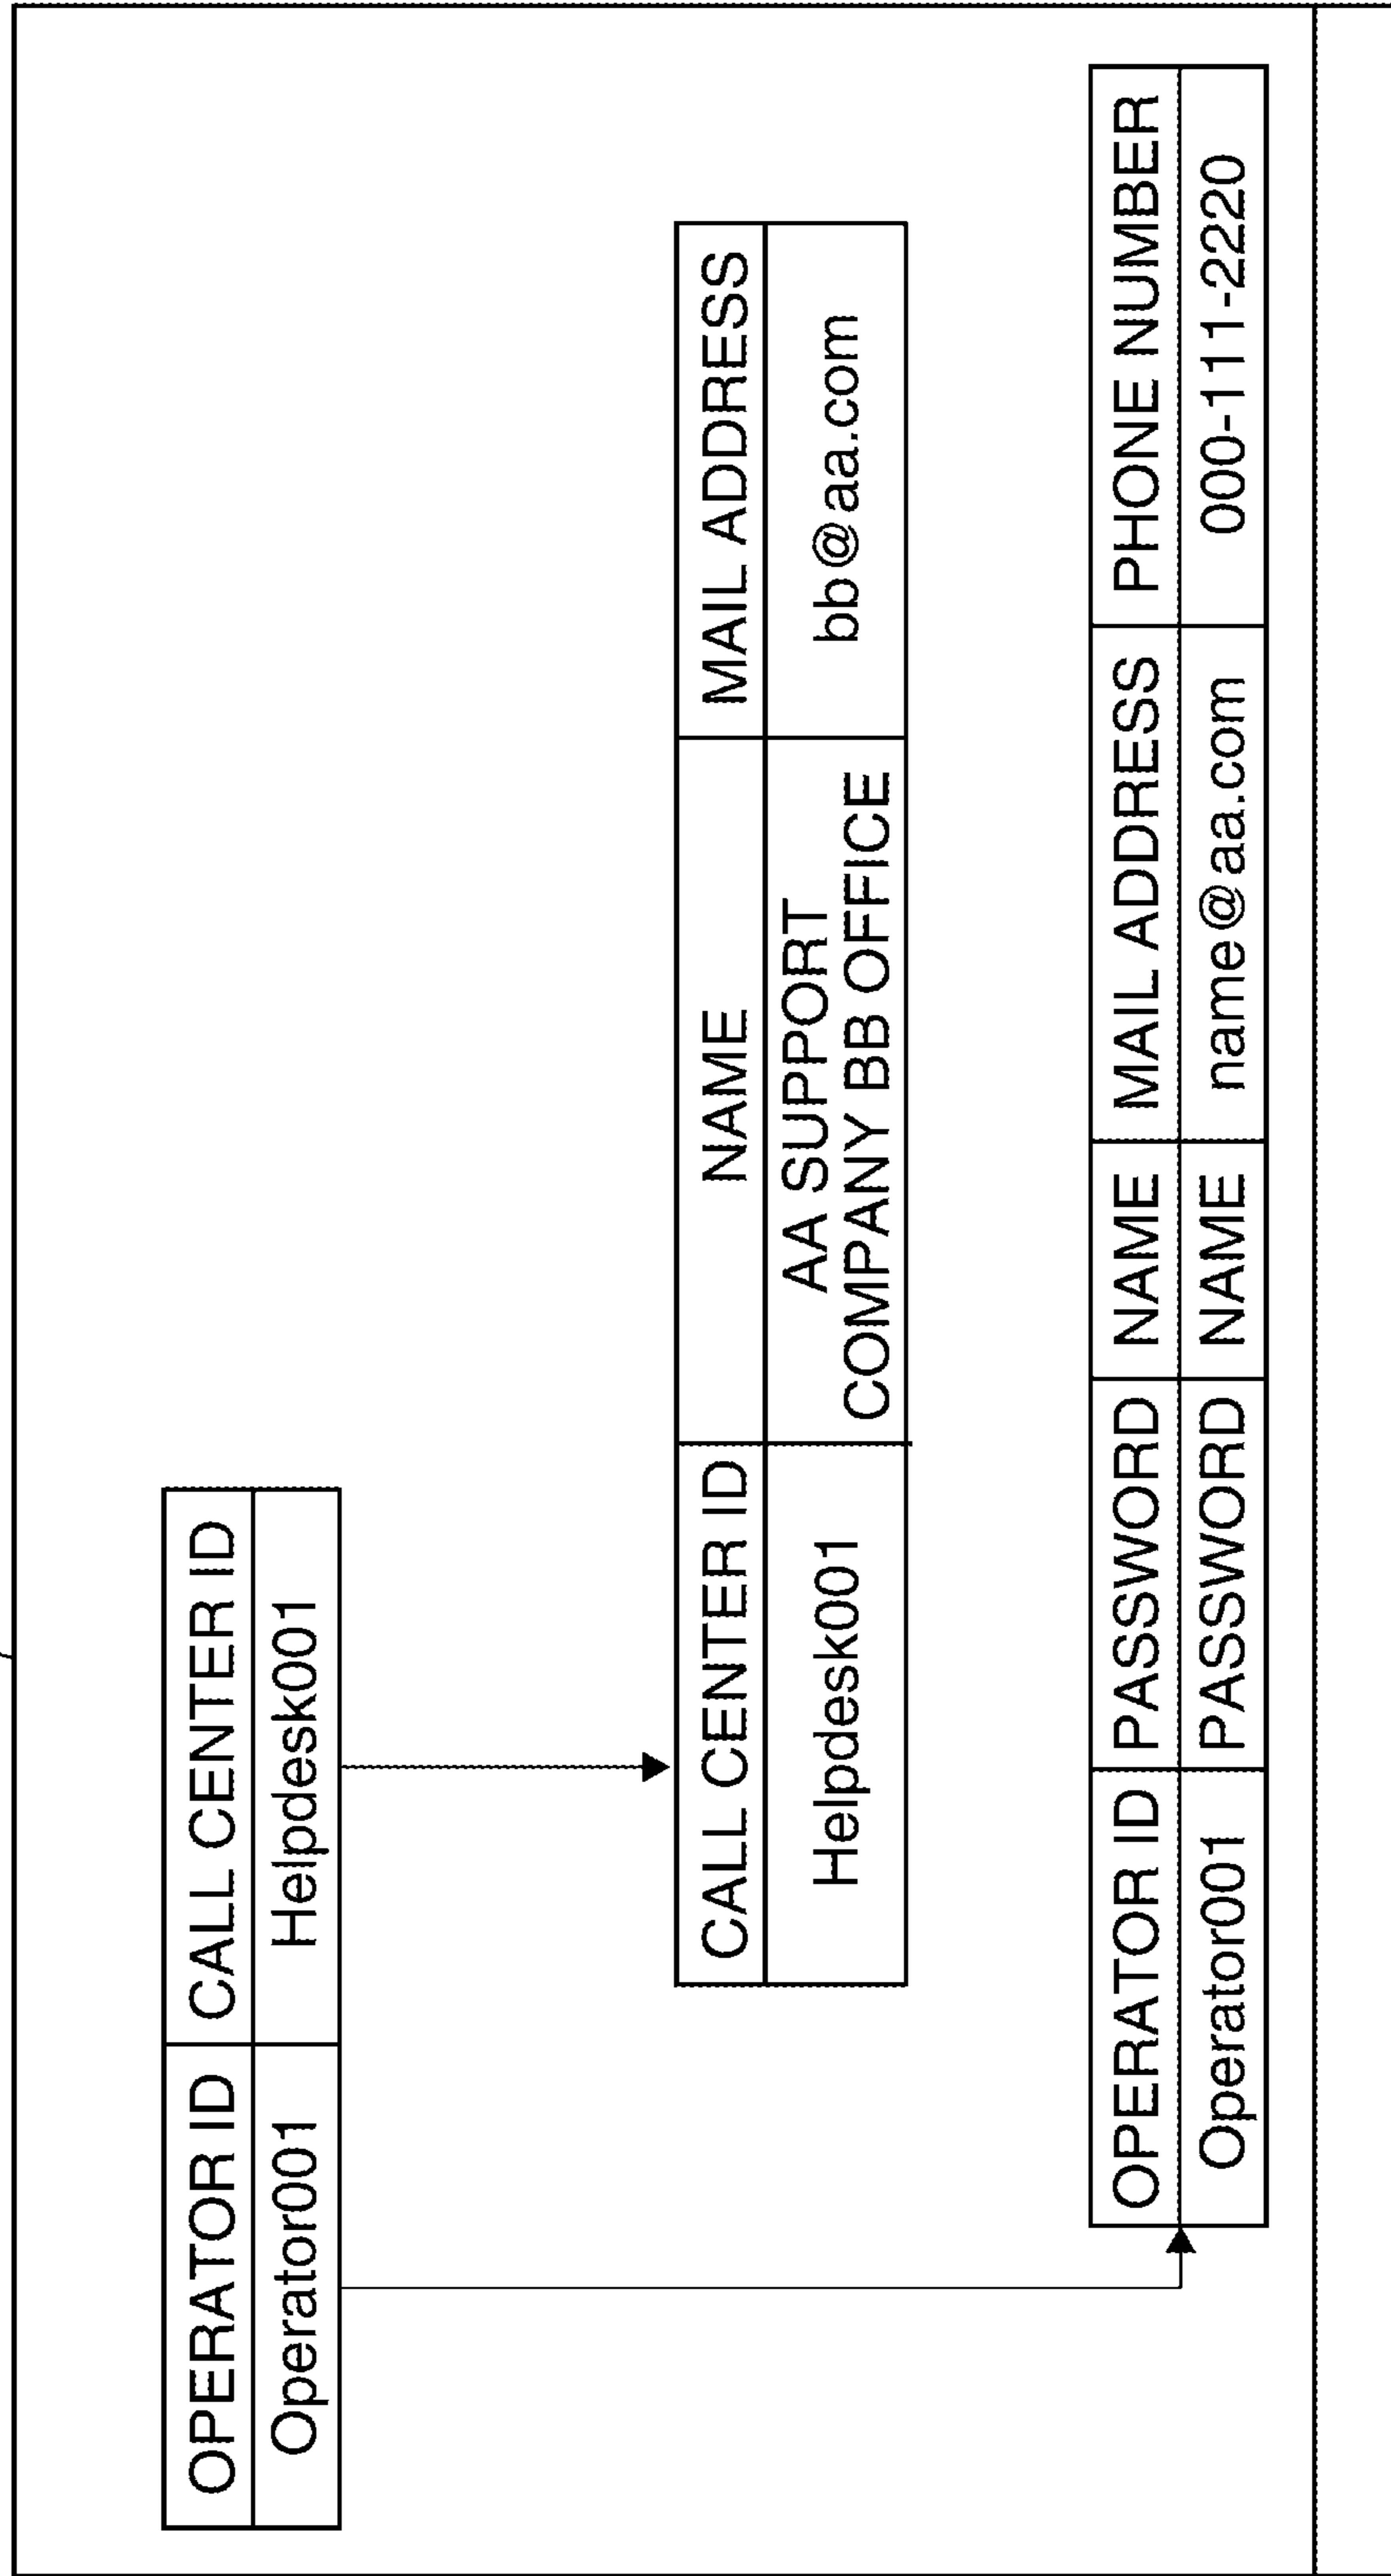 OPERATOR ID CALL CENTER ID
Operator001 Helpdesk001
CALL CENTER ID NAME MAIL ADDRESS
Helpdesk001 AA SUPPORT bb@aa.com
COMPANY BB OFFICE
OPERATOR ID PASSWORD NAME MAIL ADDRESS PHONE NUMBER
Operator001 PASSWORD NAME name@aa.com 000-111-2220